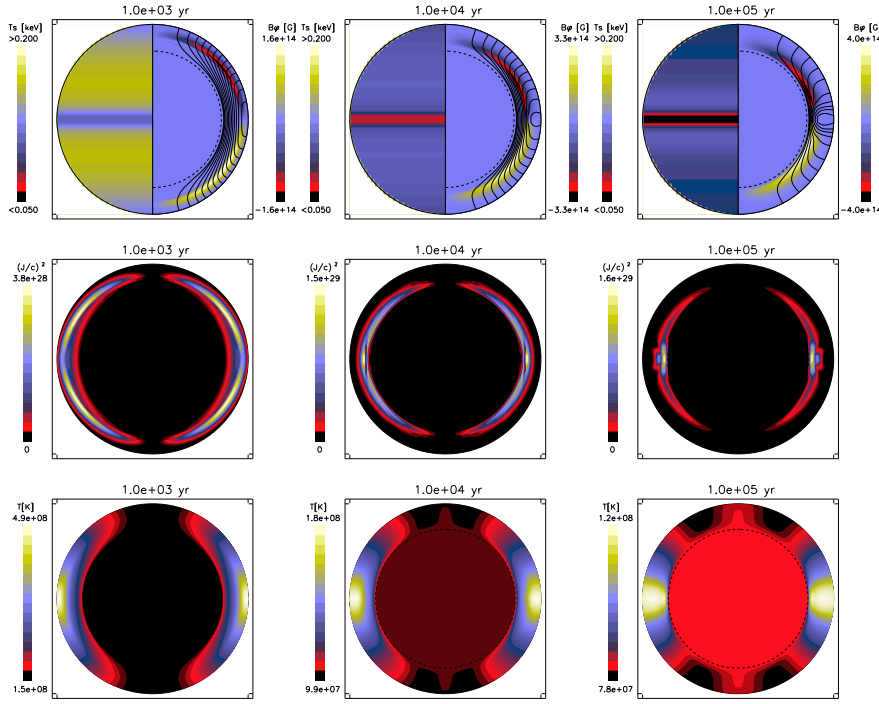 1.0e+03 yr
1.0e+04 yr
1.0e+05 yr
Ts [keV]
>0.200
<0.050
Bφ [G]
1.6e+14
-1.6e+14
Ts [keV]
>0.200
<0.050
Bφ [G]
3.3e+14
-3.3e+14
Ts [keV]
>0.200
<0.050
Bφ [G]
4.0e+14
-4.0e+14
1.0e+03 yr
1.0e+04 yr
1.0e+05 yr
(J/c) ²
3.8e+28
0
(J/c) ²
1.5e+29
0
(J/c) ²
1.6e+29
0
1.0e+03 yr
1.0e+04 yr
1.0e+05 yr
T[K]
4.9e+08
1.5e+08
T[K]
1.8e+08
9.9e+07
T[K]
1.2e+08
7.8e+07